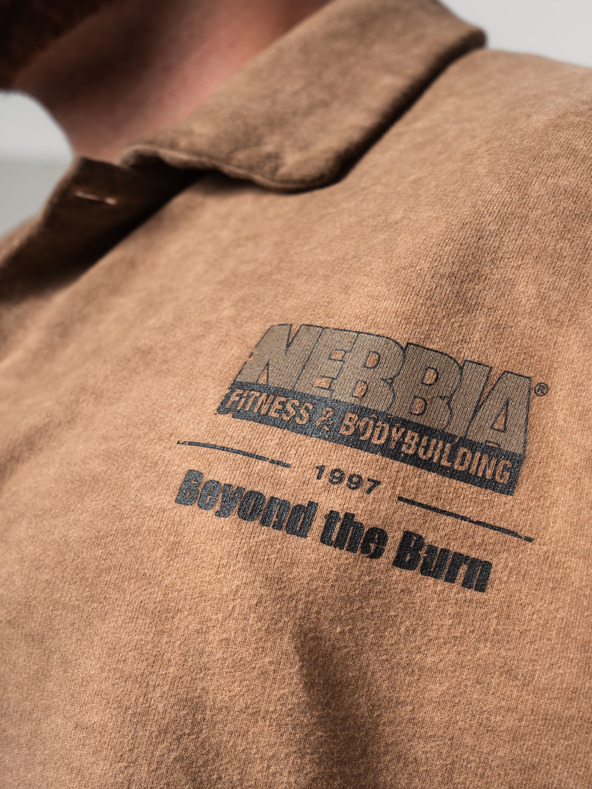 NEBBIA®
FITNESS & BODYBUILDING
1997
Beyond the Burn